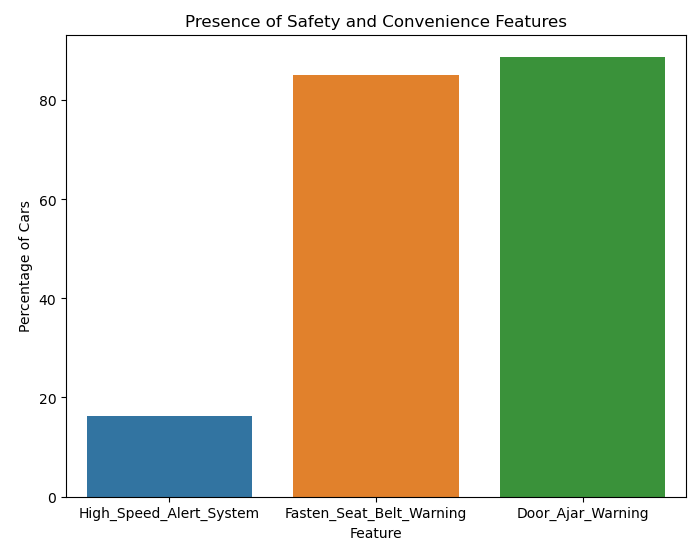 Presence of Safety and Convenience Features
Percentage of Cars
80
60
40
20
0
High_Speed_Alert_System
Fasten_Seat_Belt_Warning
Door_Ajar_Warning
Feature